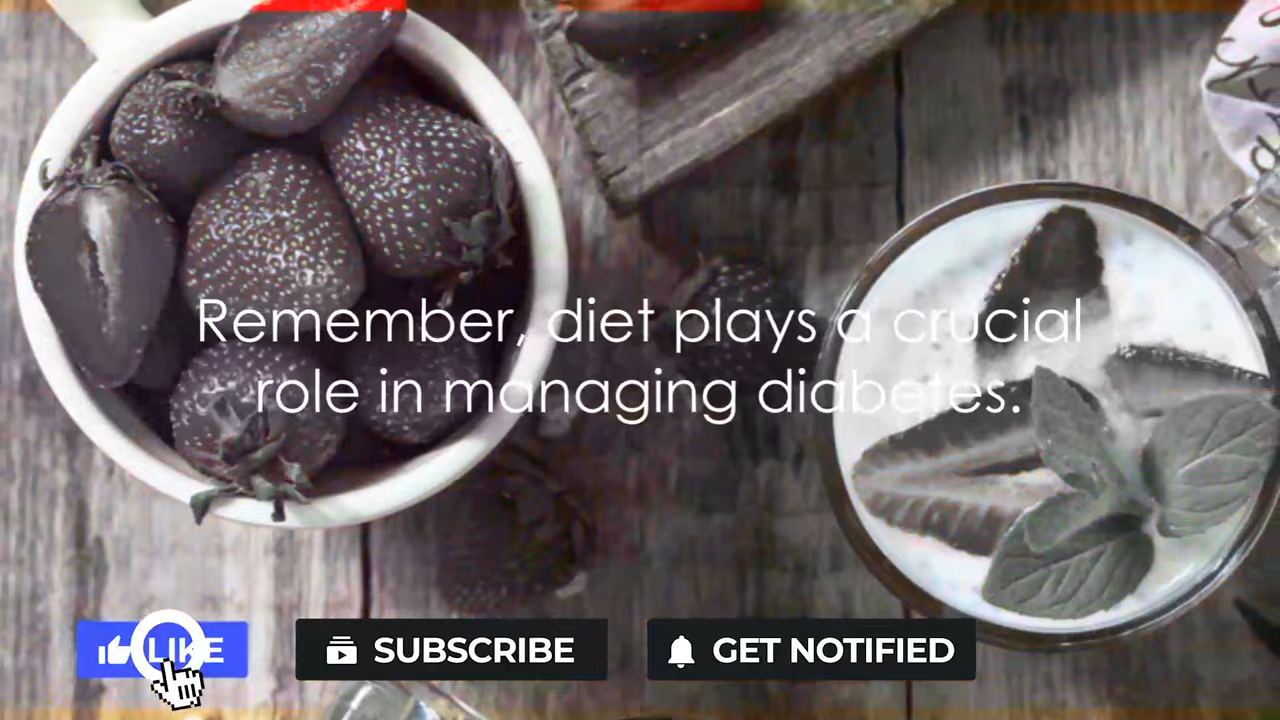 Remember, diet plays a crucial
role in managing diabetes.
LIKE
SUBSCRIBE
GET NOTIFIED